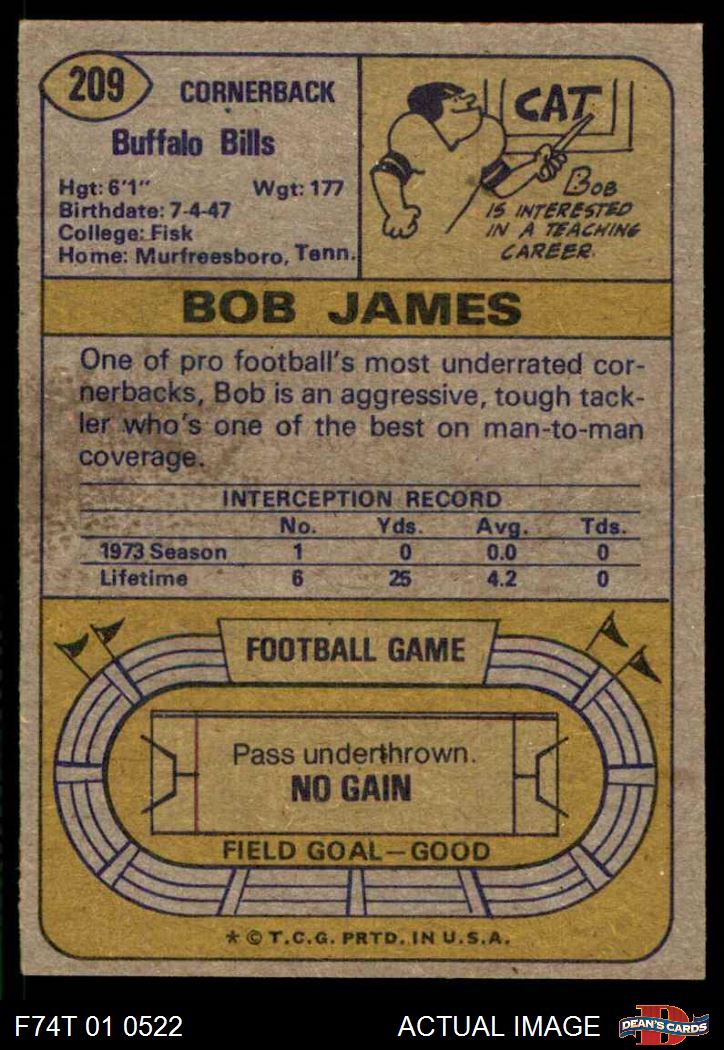 209
CORNERBACK
Buffalo Bills
Hgt: 6'1" Wgt: 177
Birthdate: 7-4-47
College: Fisk
Home: Murfreesboro, Tenn.
CAT
BOB
IS INTERESTED
IN A TEACHING
CAREER.
BOB JAMES
One of pro football's most underrated cor-
nerbacks, Bob is an aggressive, tough tack-
ler who's one of the best on man-to-man
coverage.
INTERCEPTION RECORD
No. Yds. Avg. Tds.
1973 Season 1 0 0.0 0
Lifetime 6 25 4.2 0
FOOTBALL GAME
Pass underthrown.
NO GAIN
FIELD GOAL—GOOD
* © T.C.G. PRTD. IN U.S.A.
F74T 01 0522 ACTUAL IMAGE
D
DEAN'S CARDS